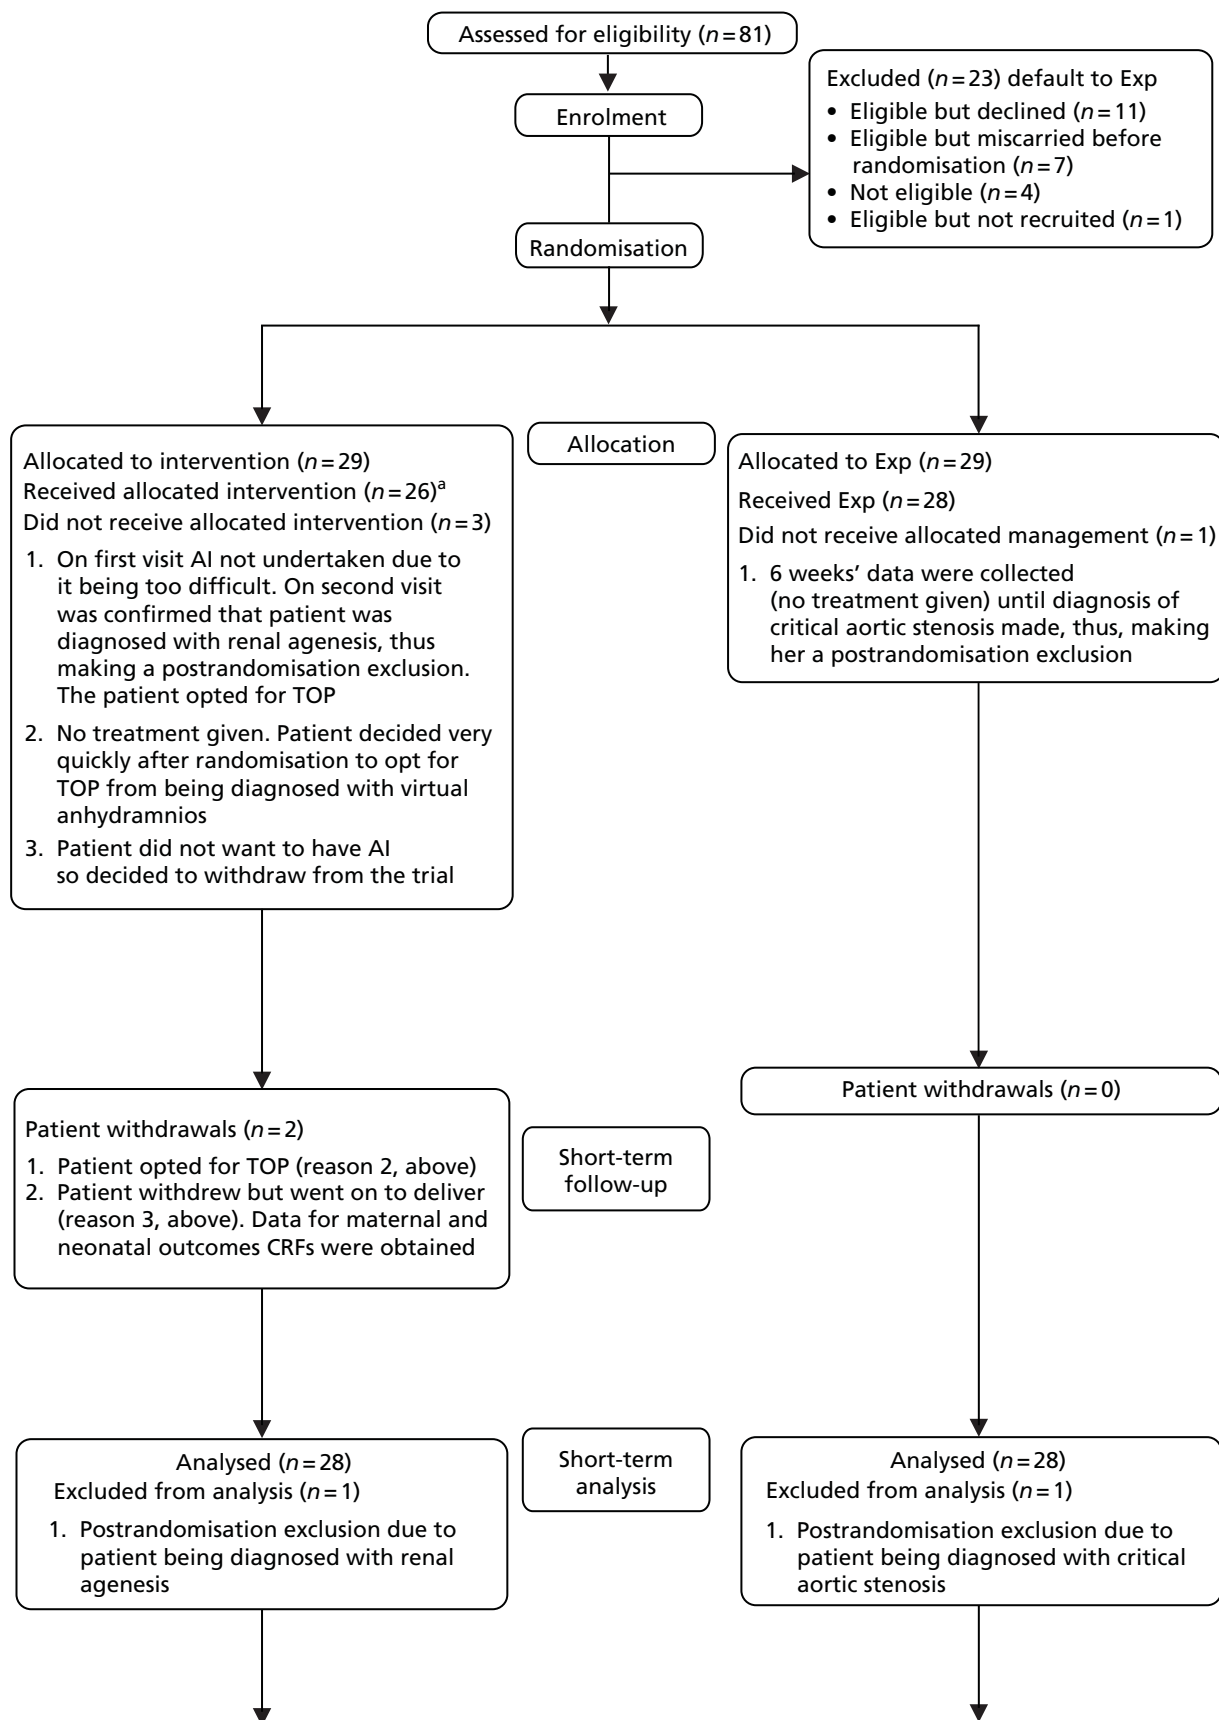 Assessed for eligibility (n=81)
Enrolment
Excluded (n=23) default to Exp
• Eligible but declined (n=11)
• Eligible but miscarried before
randomisation (n=7)
• Not eligible (n=4)
• Eligible but not recruited (n=1)
Randomisation
Allocation
Allocated to intervention (n=29)
Received allocated intervention (n=26)a
Did not receive allocated intervention (n=3)
1. On first visit AI not undertaken due to
it being too difficult. On second visit
was confirmed that patient was
diagnosed with renal agenesis, thus
making a postrandomisation exclusion.
The patient opted for TOP
2. No treatment given. Patient decided very
quickly after randomisation to opt for
TOP from being diagnosed with virtual
anhydramnios
3. Patient did not want to have AI
so decided to withdraw from the trial
Allocated to Exp (n=29)
Received Exp (n=28)
Did not receive allocated management (n=1)
1. 6 weeks’ data were collected
(no treatment given) until diagnosis of
critical aortic stenosis made, thus, making
her a postrandomisation exclusion
Patient withdrawals (n=2)
1. Patient opted for TOP (reason 2, above)
2. Patient withdrew but went on to deliver
(reason 3, above). Data for maternal and
neonatal outcomes CRFs were obtained
Short-term
follow-up
Patient withdrawals (n=0)
Analysed (n=28)
Excluded from analysis (n=1)
1. Postrandomisation exclusion due to
patient being diagnosed with renal
agenesis
Short-term
analysis
Analysed (n=28)
Excluded from analysis (n=1)
1. Postrandomisation exclusion due to
patient being diagnosed with critical
aortic stenosis